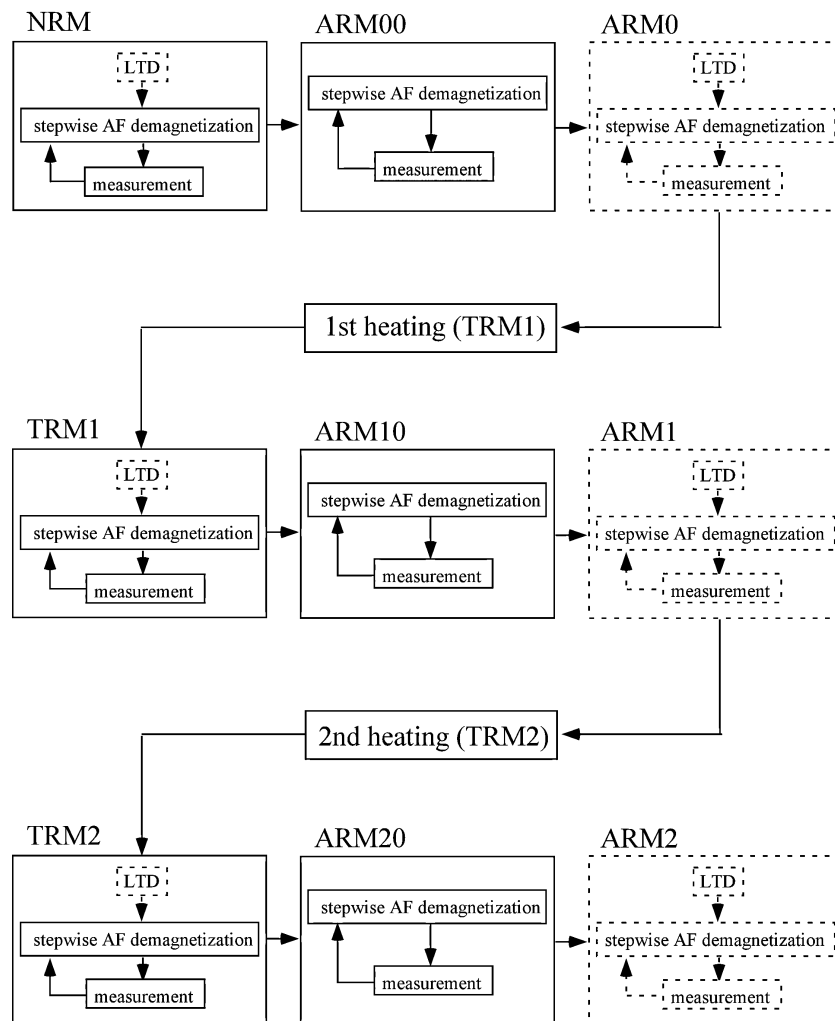 NRM
LTD
stepwise AF demagnetization
measurement
ARM00
stepwise AF demagnetization
measurement
ARM0
LTD
stepwise AF demagnetization
measurement
1st heating (TRM1)
TRM1
LTD
stepwise AF demagnetization
measurement
ARM10
stepwise AF demagnetization
measurement
ARM1
LTD
stepwise AF demagnetization
measurement
2nd heating (TRM2)
TRM2
LTD
stepwise AF demagnetization
measurement
ARM20
stepwise AF demagnetization
measurement
ARM2
LTD
stepwise AF demagnetization
measurement